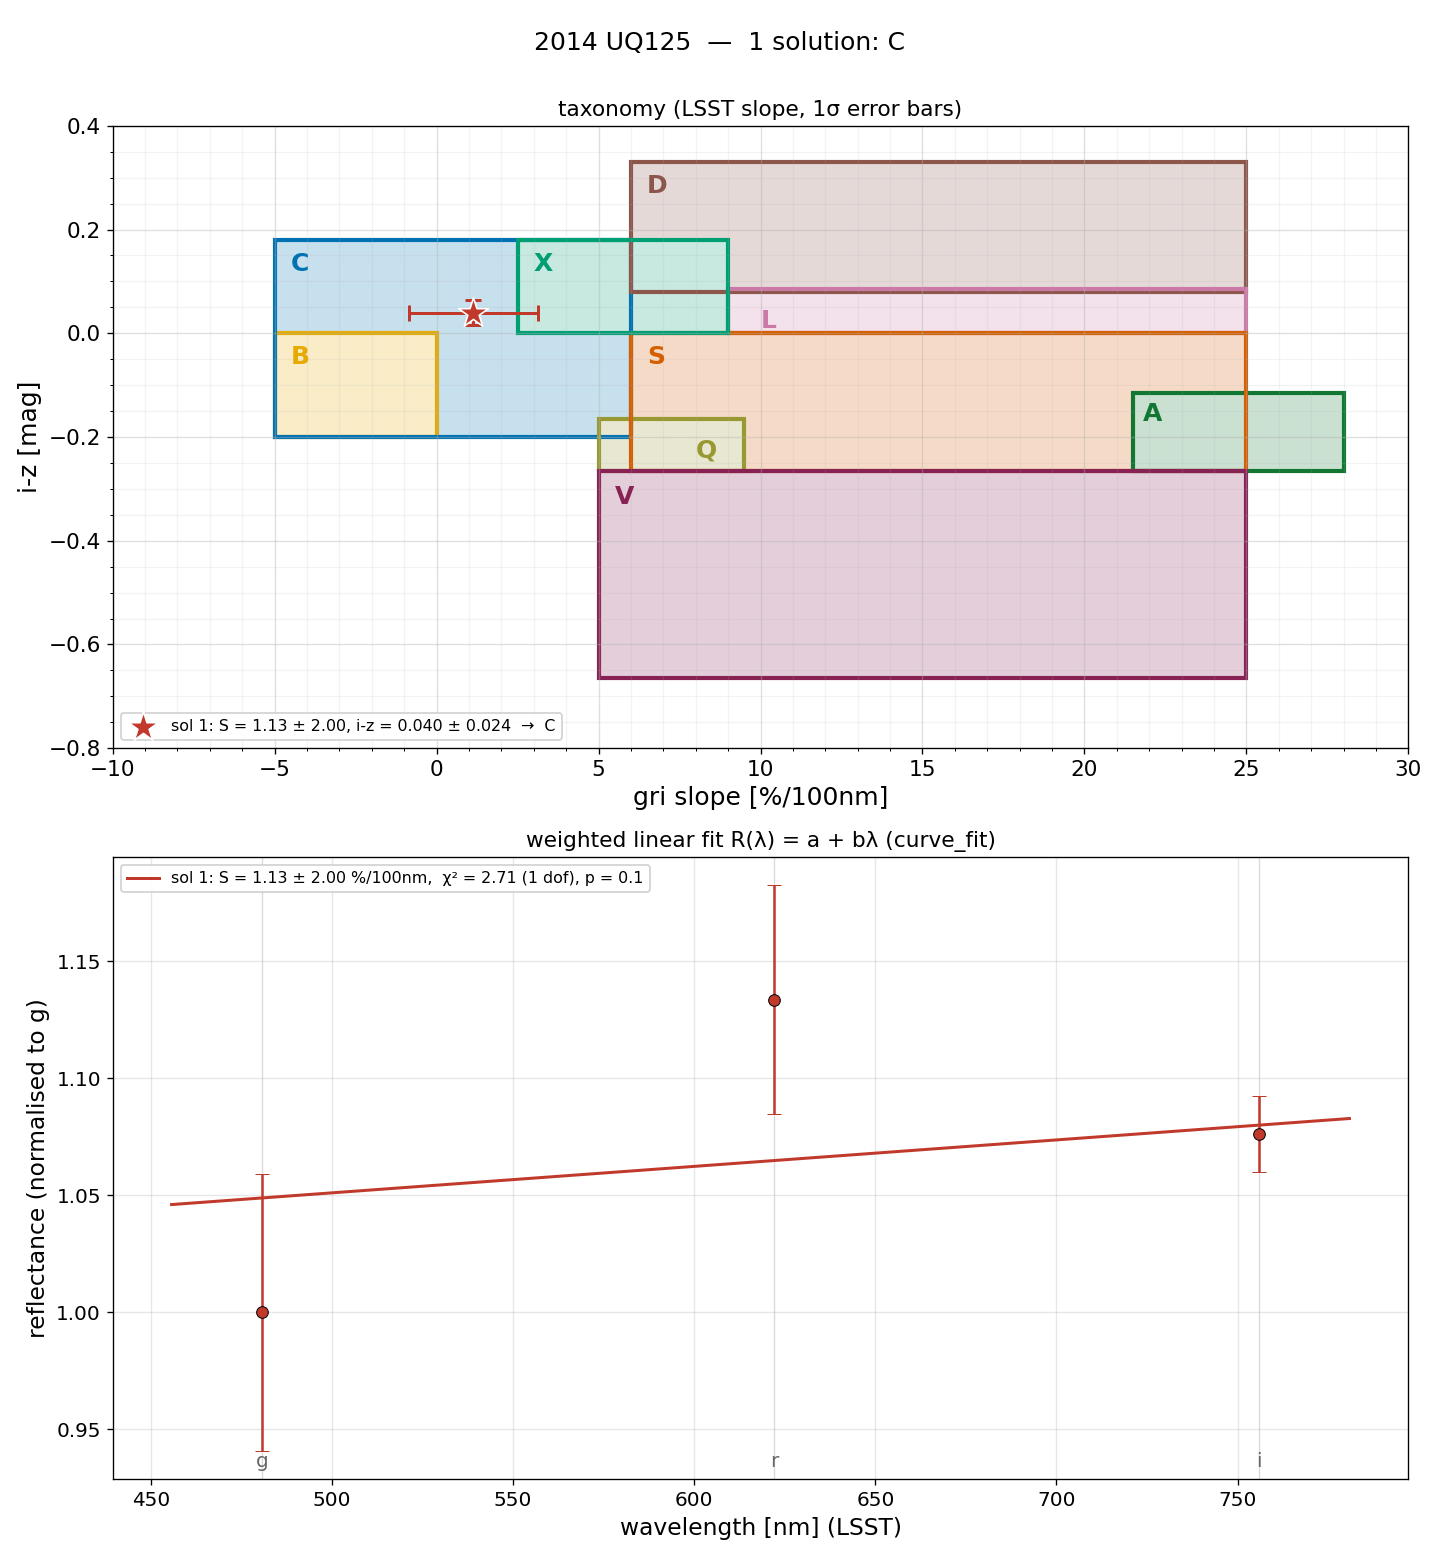 2014 UQ125  —  1 solution: C
taxonomy (LSST slope, 1σ error bars)
0.4
0.2
0.0
−0.2
−0.4
−0.6
−0.8
i-z [mag]
D
C
X
L
B
S
A
Q
V
sol 1: S = 1.13 ± 2.00, i-z = 0.040 ± 0.024  →  C
−10
−5
0
5
10
15
20
25
30
gri slope [%/100nm]
weighted linear fit R(λ) = a + bλ (curve_fit)
sol 1: S = 1.13 ± 2.00 %/100nm,  χ² = 2.71 (1 dof), p = 0.1
1.15
1.10
1.05
1.00
0.95
reflectance (normalised to g)
g
r
i
450
500
550
600
650
700
750
wavelength [nm] (LSST)